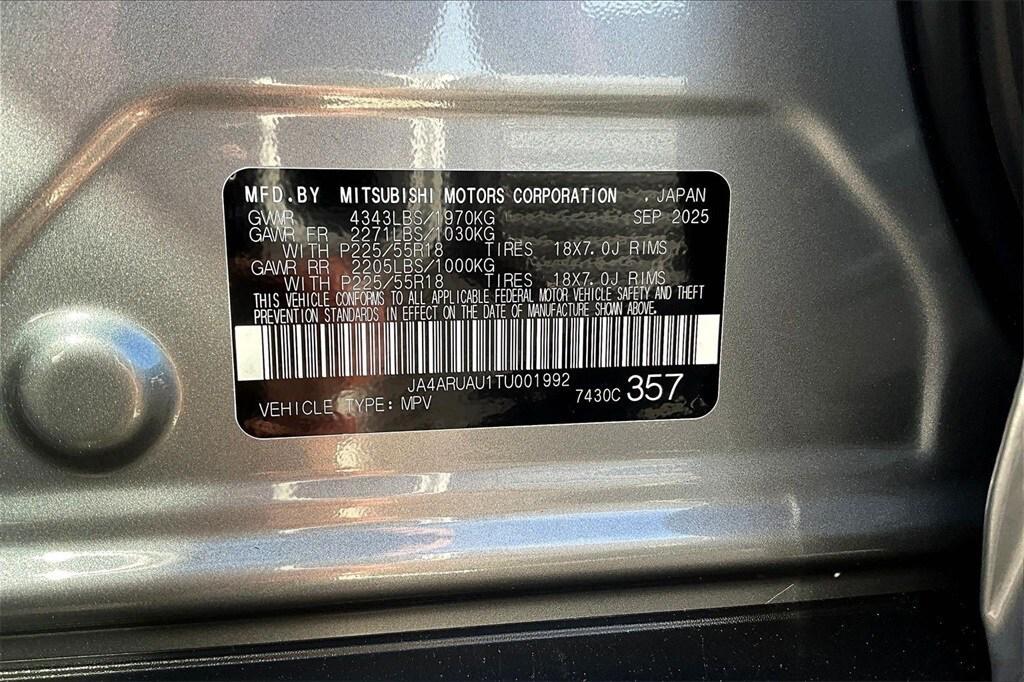 MFD.BY MITSUBISHI MOTORS CORPORATION , JAPAN
GVWR 4343LBS/1970KG SEP 2025
GAWR FR 2271LBS/1030KG
WITH P225/55R18 TIRES 18X7.0J RIMS
GAWR RR 2205LBS/1000KG
WITH P225/55R18 TIRES 18X7.0J RIMS
THIS VEHICLE CONFORMS TO ALL APPLICABLE FEDERAL MOTOR VEHICLE SAFETY AND THEFT
PREVENTION STANDARDS IN EFFECT ON THE DATE OF MANUFACTURE SHOWN ABOVE.
JA4ARUAU1TU001992
VEHICLE TYPE: MPV 7430C 357